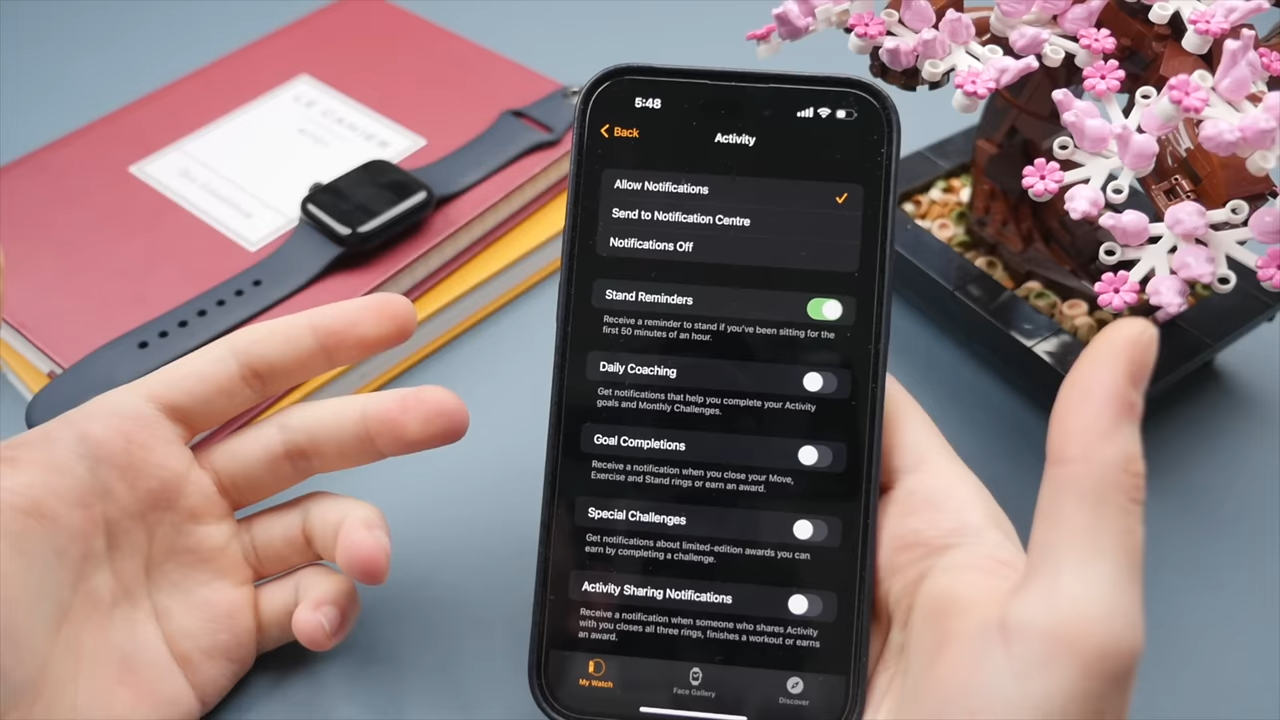 LE CAHIER
5:48
Back
Activity
Allow Notifications
Send to Notification Centre
Notifications Off
Stand Reminders
Receive a reminder to stand if you've been sitting for the
first 50 minutes of an hour.
Daily Coaching
Get notifications that help you complete your Activity
goals and Monthly Challenges.
Goal Completions
Receive a notification when you close your Move,
Exercise and Stand rings or earn an award.
Special Challenges
Get notifications about limited-edition awards you can
earn by completing a challenge.
Activity Sharing Notifications
Receive a notification when someone who shares Activity
with you closes all three rings, finishes a workout or earns
an award.
My Watch
Face Gallery
Discover